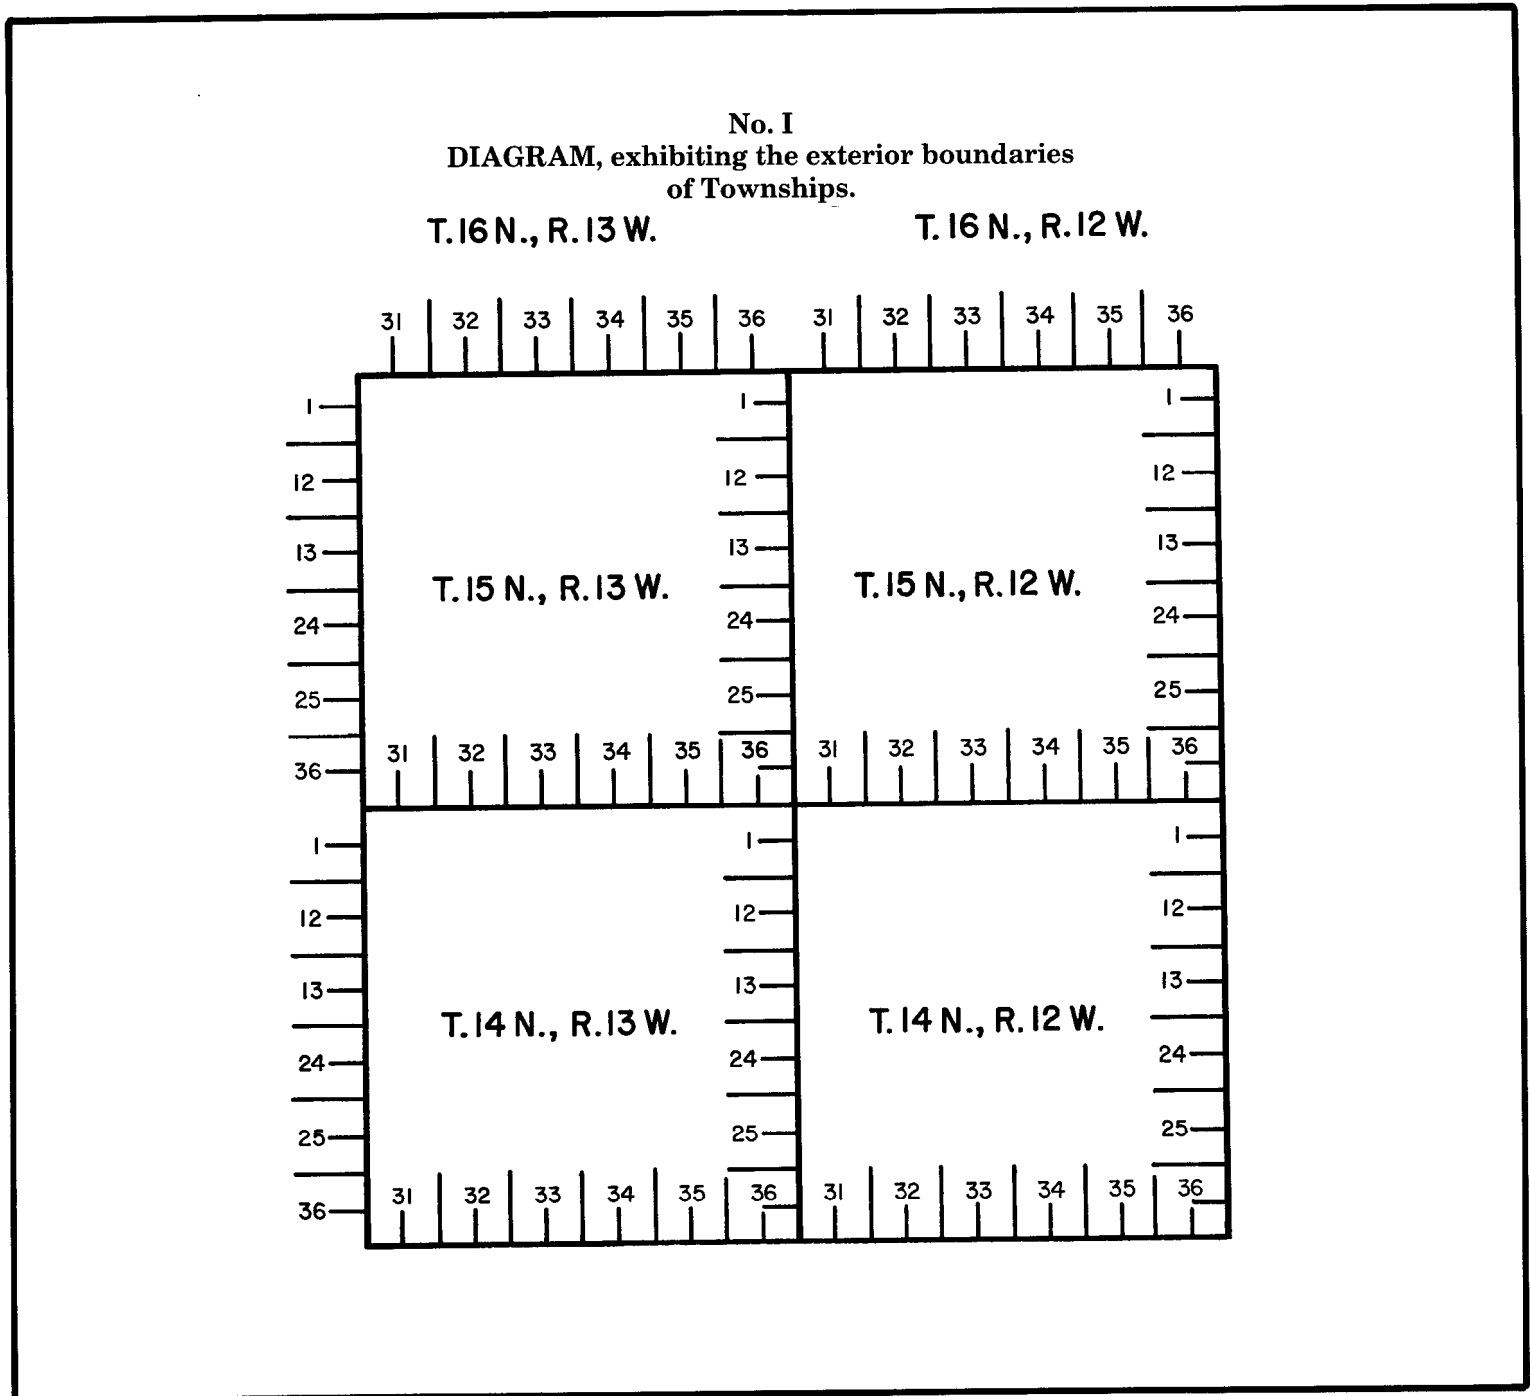 No. I
DIAGRAM, exhibiting the exterior boundaries
of Townships.
T. 16 N., R. 13 W. T. 16 N., R. 12 W.
31 32 33 34 35 36 31 32 33 34 35 36
1 1 1
12 12 12
13 13 13
T. 15 N., R. 13 W. T. 15 N., R. 12 W.
24 24 24
25 25 25
31 32 33 34 35 36 31 32 33 34 35 36
36
1 1 1
12 12 12
13 13 13
T. 14 N., R. 13 W. T. 14 N., R. 12 W.
24 24 24
25 25 25
31 32 33 34 35 36 31 32 33 34 35 36
36